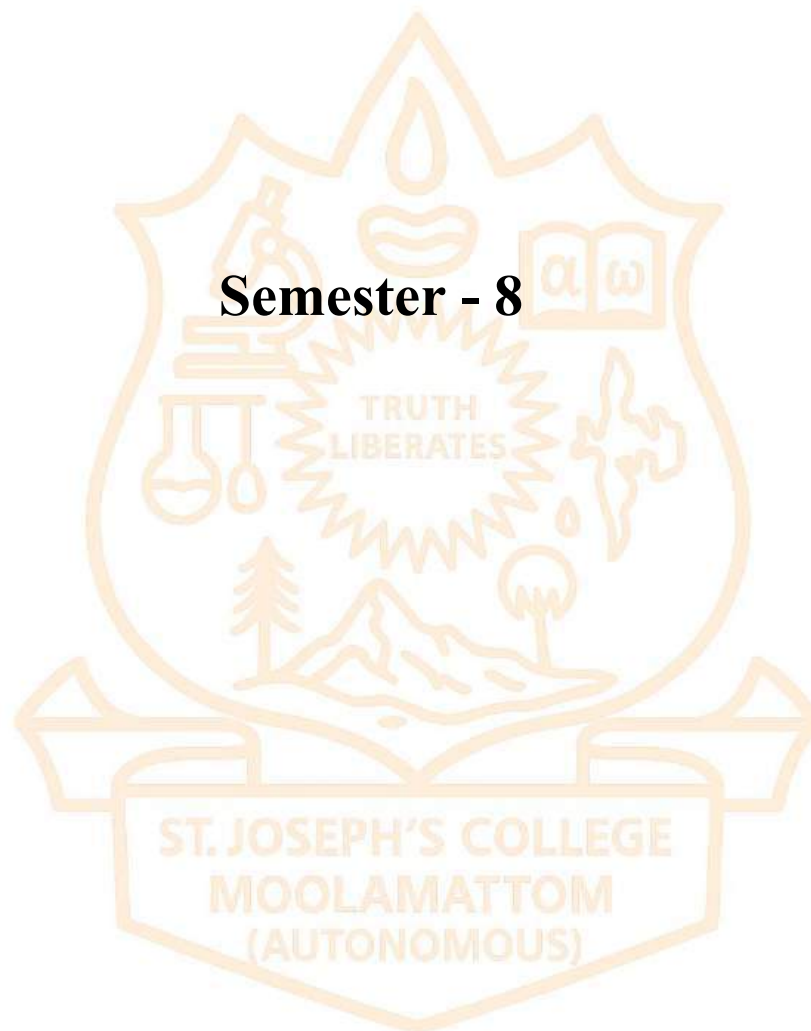 Semester - 8
α ω
TRUTH
LIBERATES
ST. JOSEPH'S COLLEGE
MOOLAMATTOM
(AUTONOMOUS)